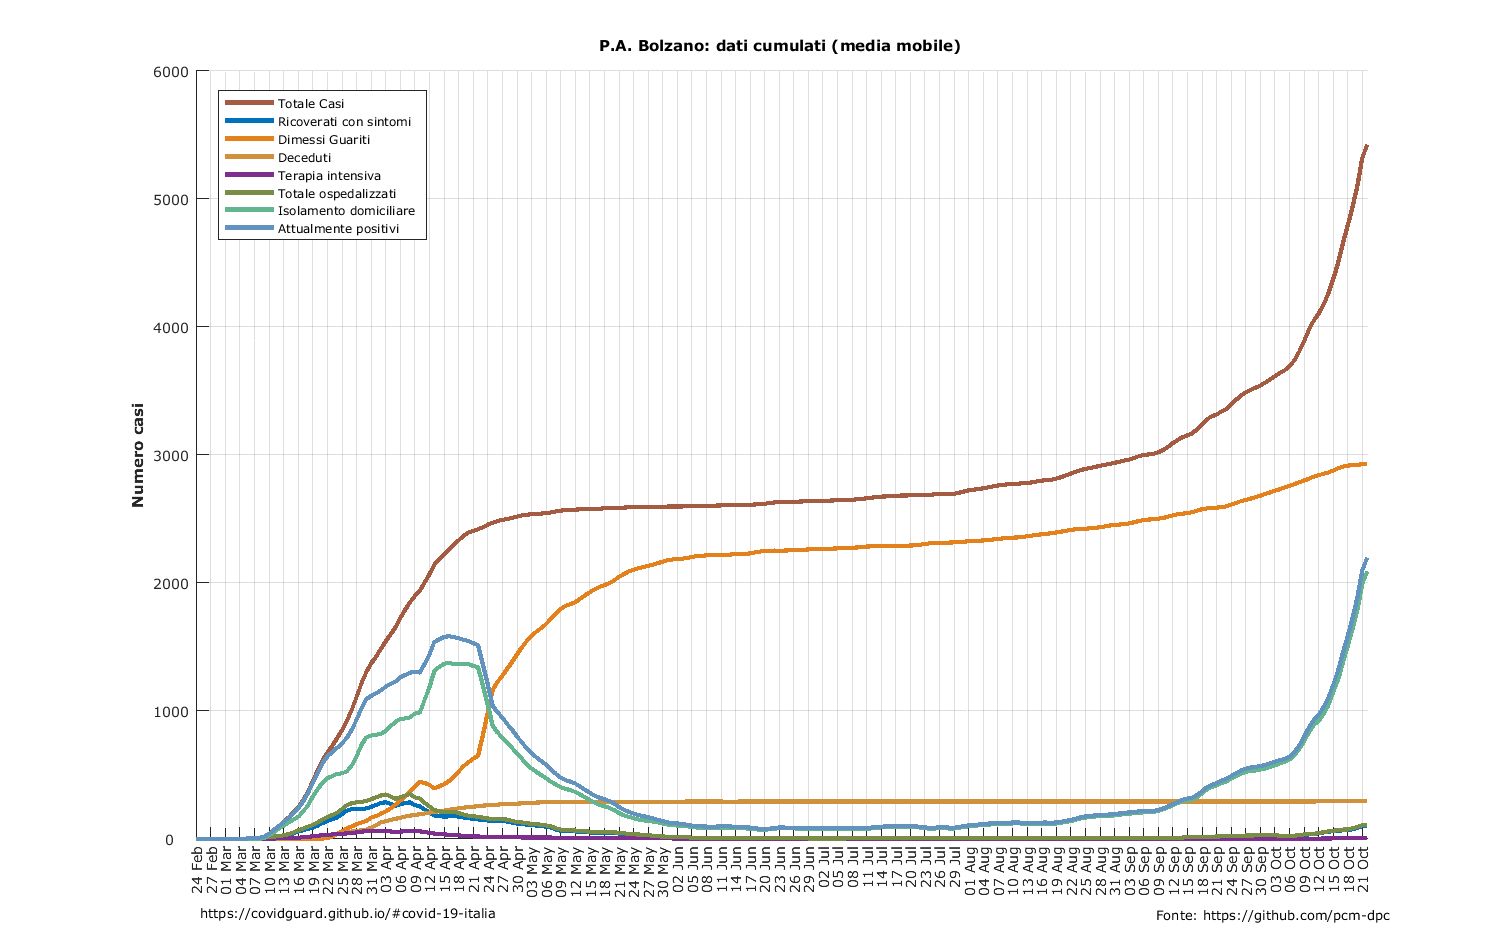 P.A. Bolzano: dati cumulati (media mobile)
6000
5000
4000
3000
2000
1000
0
Numero casi
Totale Casi
Ricoverati con sintomi
Dimessi Guariti
Deceduti
Terapia intensiva
Totale ospedalizzati
Isolamento domiciliare
Attualmente positivi
24 Feb
27 Feb
01 Mar
04 Mar
07 Mar
10 Mar
13 Mar
16 Mar
19 Mar
22 Mar
25 Mar
28 Mar
31 Mar
03 Apr
06 Apr
09 Apr
12 Apr
15 Apr
18 Apr
21 Apr
24 Apr
27 Apr
30 Apr
03 May
06 May
09 May
12 May
15 May
18 May
21 May
24 May
27 May
30 May
02 Jun
05 Jun
08 Jun
11 Jun
14 Jun
17 Jun
20 Jun
23 Jun
26 Jun
29 Jun
02 Jul
05 Jul
08 Jul
11 Jul
14 Jul
17 Jul
20 Jul
23 Jul
26 Jul
29 Jul
01 Aug
04 Aug
07 Aug
10 Aug
13 Aug
16 Aug
19 Aug
22 Aug
25 Aug
28 Aug
31 Aug
03 Sep
06 Sep
09 Sep
12 Sep
15 Sep
18 Sep
21 Sep
24 Sep
27 Sep
30 Sep
03 Oct
06 Oct
09 Oct
12 Oct
15 Oct
18 Oct
21 Oct
https://covidguard.github.io/#covid-19-italia
Fonte: https://github.com/pcm-dpc